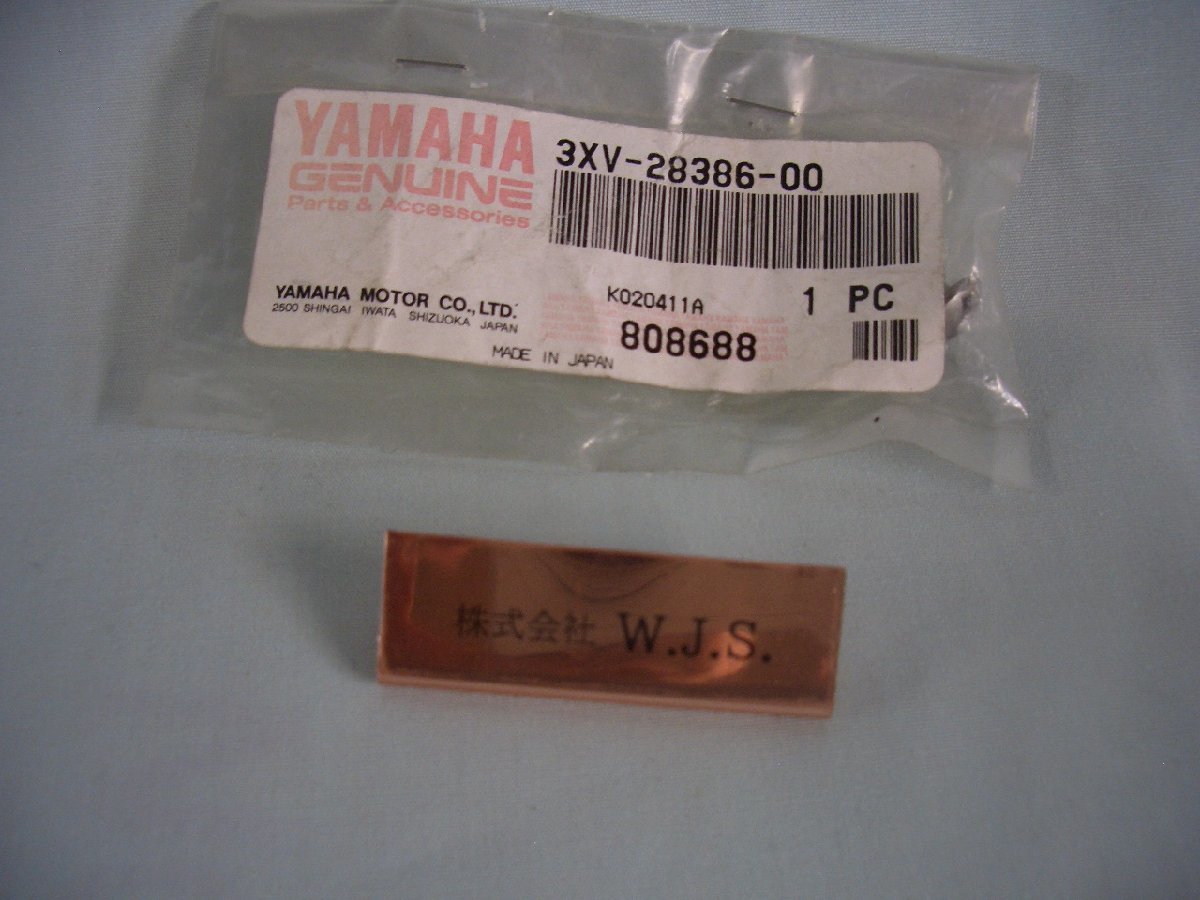 YAMAHA
GENUINE
Parts & Accessories
3XV-28386-00
YAMAHA MOTOR CO.,LTD.
2500 SHINGAI IWATA SHIZUOKA JAPAN
MADE IN JAPAN
K020411A
1 PC
808688
株式会社 W.J.S.